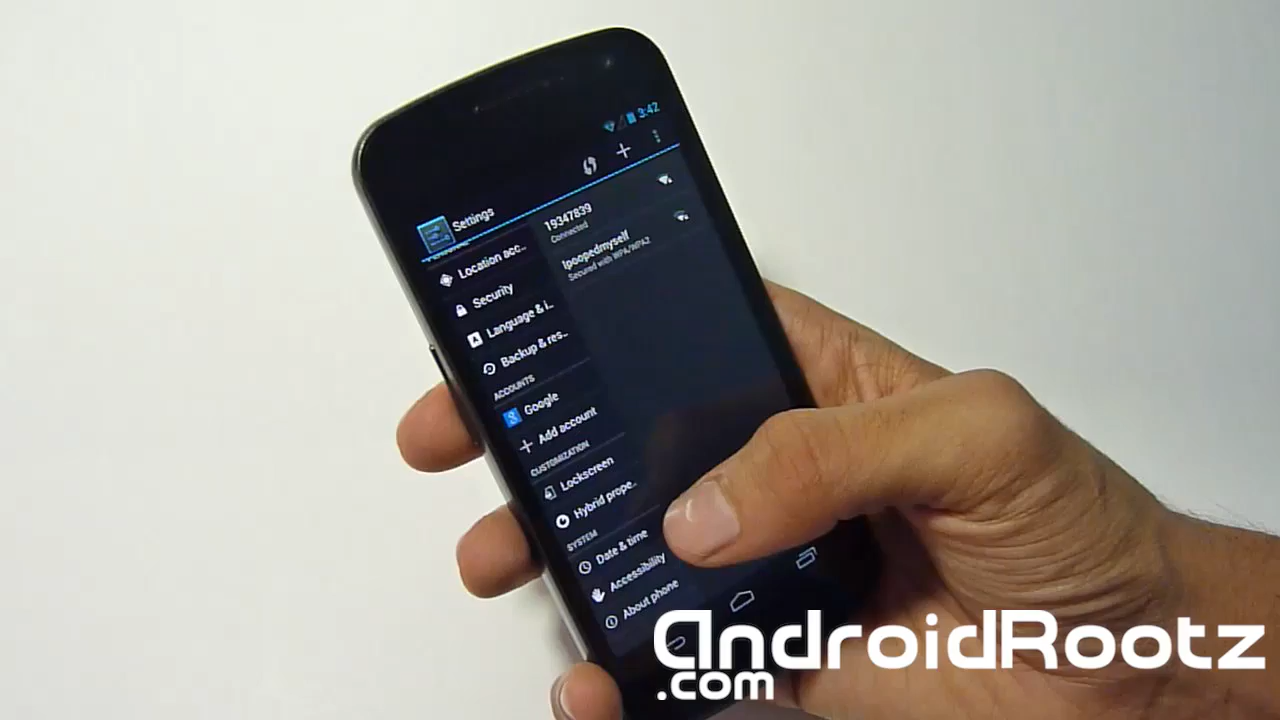 3:42
Settings
19347839
Connected
Ipoopedmyself
Secured with WPA/WPA2
Location acc..
Security
Language & i..
Backup & res..
ACCOUNTS
Google
Add account
CUSTOMIZATION
Lockscreen
Hybrid prope..
SYSTEM
Date & time
Accessibility
About phone
AndroidRootz
.com